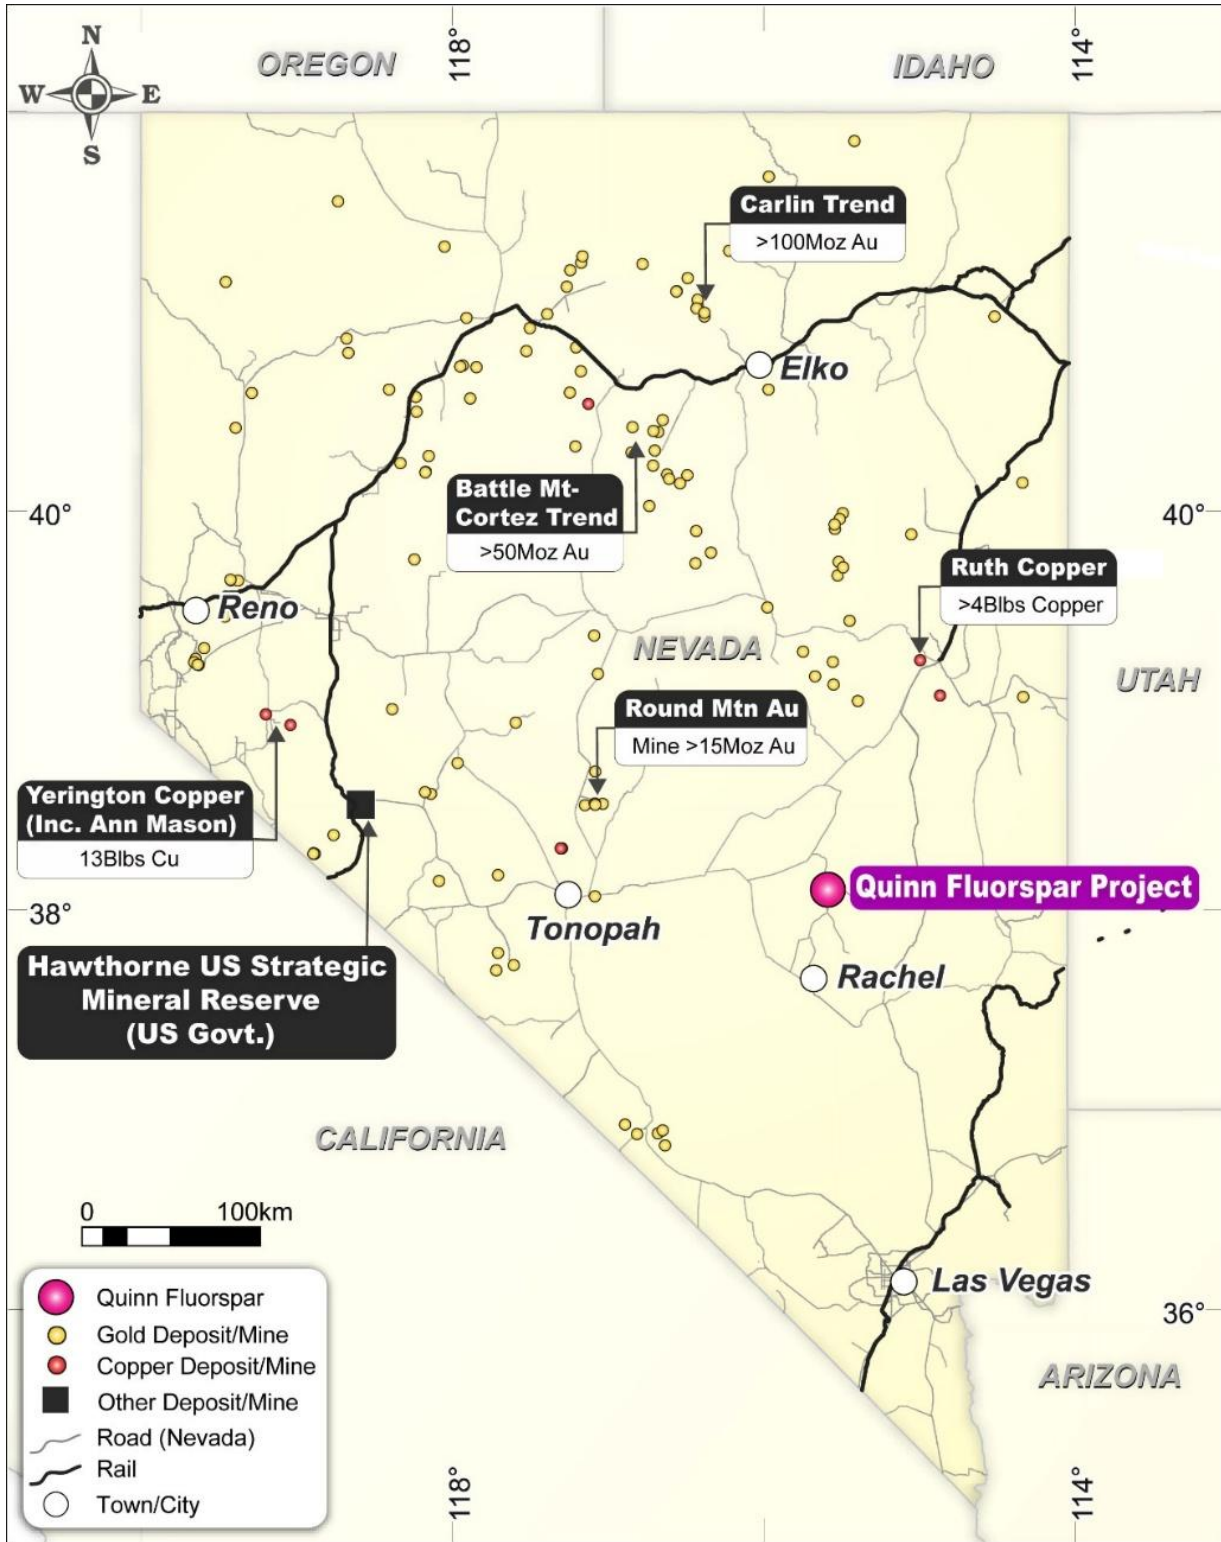 N
W E
S
OREGON
118°
IDAHO
114°
Carlin Trend
>100Moz Au
Elko
Battle Mt-
Cortez Trend
>50Moz Au
40°
40°
Ruth Copper
>4Blbs Copper
Reno
NEVADA
UTAH
Round Mtn Au
Mine >15Moz Au
Yerington Copper
(Inc. Ann Mason)
13Blbs Cu
Quinn Fluorspar Project
38°
Tonopah
Rachel
Hawthorne US Strategic
Mineral Reserve
(US Govt.)
CALIFORNIA
0 100km
Las Vegas
36°
ARIZONA
Quinn Fluorspar
Gold Deposit/Mine
Copper Deposit/Mine
Other Deposit/Mine
Road (Nevada)
Rail
Town/City
118°
114°